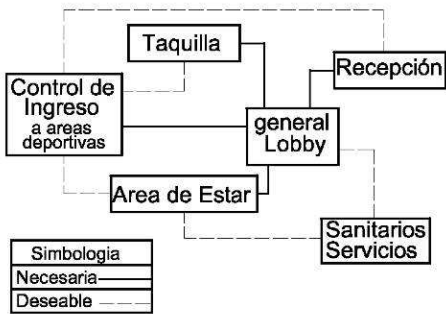 Taquilla
Recepción
Control de
Ingreso
a areas
deportivas
general
Lobby
Area de Estar
Sanitarios
Servicios
Simbologia
Necesaria
Deseable